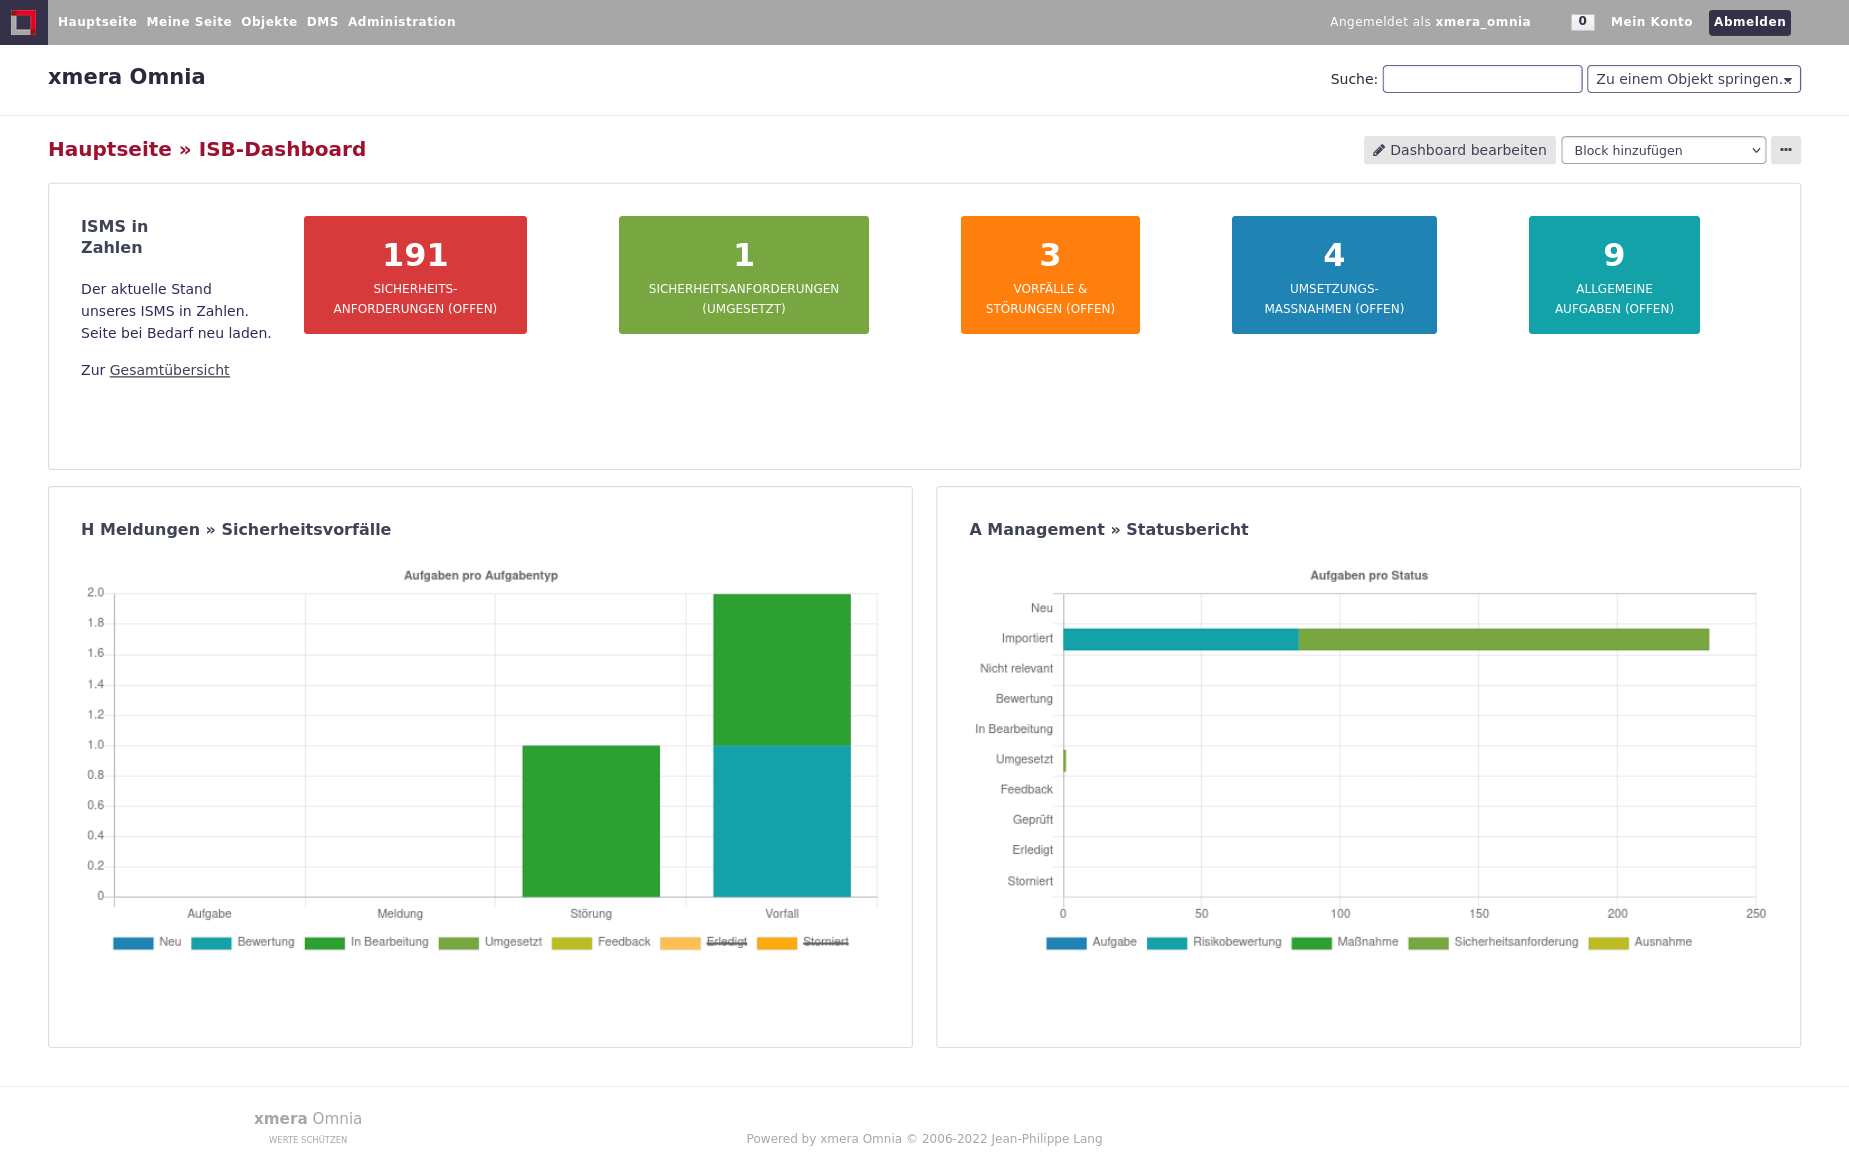 Hauptseite Meine Seite Objekte DMS Administration
Angemeldet als xmera_omnia 0 Mein Konto Abmelden
xmera Omnia
Suche: Zu einem Objekt springen...
Hauptseite » ISB-Dashboard
Dashboard bearbeiten Block hinzufügen
ISMS in
Zahlen
Der aktuelle Stand
unseres ISMS in Zahlen.
Seite bei Bedarf neu laden.
Zur Gesamtübersicht
191
SICHERHEITS-
ANFORDERUNGEN (OFFEN)
1
SICHERHEITSANFORDERUNGEN
(UMGESETZT)
3
VORFÄLLE &
STÖRUNGEN (OFFEN)
4
UMSETZUNGS-
MASSNAHMEN (OFFEN)
9
ALLGEMEINE
AUFGABEN (OFFEN)
H Meldungen » Sicherheitsvorfälle
Aufgaben pro Aufgabentyp
2.0
1.8
1.6
1.4
1.2
1.0
0.8
0.6
0.4
0.2
0
Aufgabe Meldung Störung Vorfall
Neu Bewertung In Bearbeitung Umgesetzt Feedback Erledigt Storniert
A Management » Statusbericht
Aufgaben pro Status
Neu
Importiert
Nicht relevant
Bewertung
In Bearbeitung
Umgesetzt
Feedback
Geprüft
Erledigt
Storniert
0 50 100 150 200 250
Aufgabe Risikobewertung Maßnahme Sicherheitsanforderung Ausnahme
xmera Omnia
WERTE SCHÜTZEN
Powered by xmera Omnia © 2006-2022 Jean-Philippe Lang